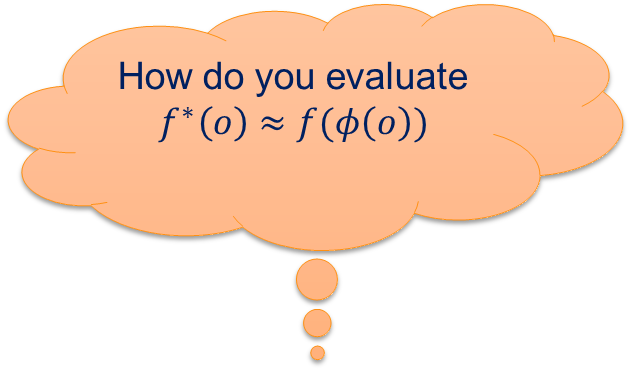 How do you evaluate
𝑓*(𝑜) ≈ 𝑓(𝜙(𝑜))